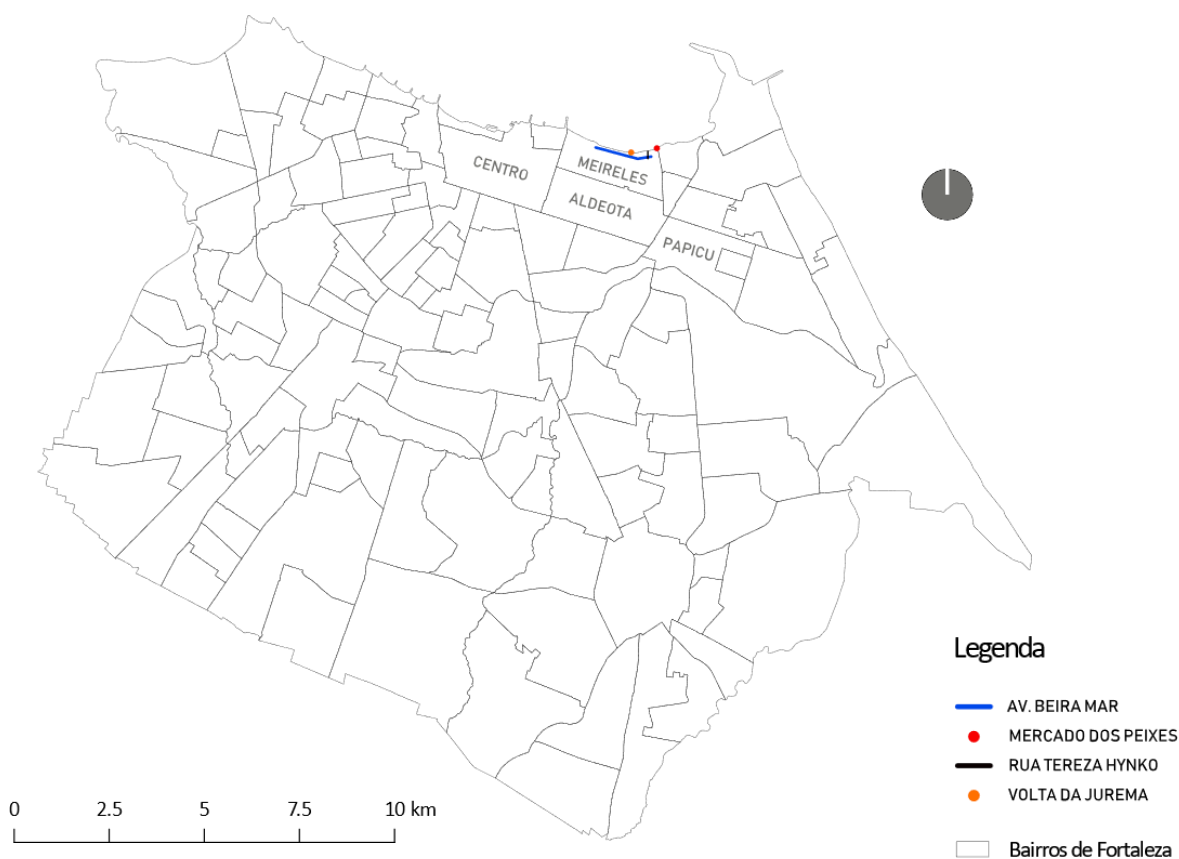 CENTRO
MEIRELES
ALDEOTA
PAPICU
Legenda
AV. BEIRA MAR
MERCADO DOS PEIXES
RUA TEREZA HYNKO
VOLTA DA JUREMA
Bairros de Fortaleza
0 2.5 5 7.5 10 km